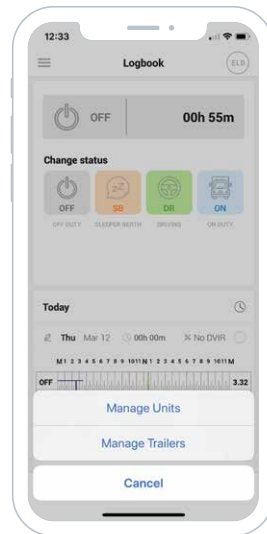 12:33
Logbook
ELD
OFF 00h 55m
Change status
OFF SB DR ON
OFF DUTY SLEEPER BERTH DRIVING ON DUTY
Today
Thu Mar 12 00h 00m No DVIR
M 1 2 3 4 5 6 7 8 9 10 11 N 1 2 3 4 5 6 7 8 9 10 11 M
OFF 3.32
Manage Units
Manage Trailers
Cancel